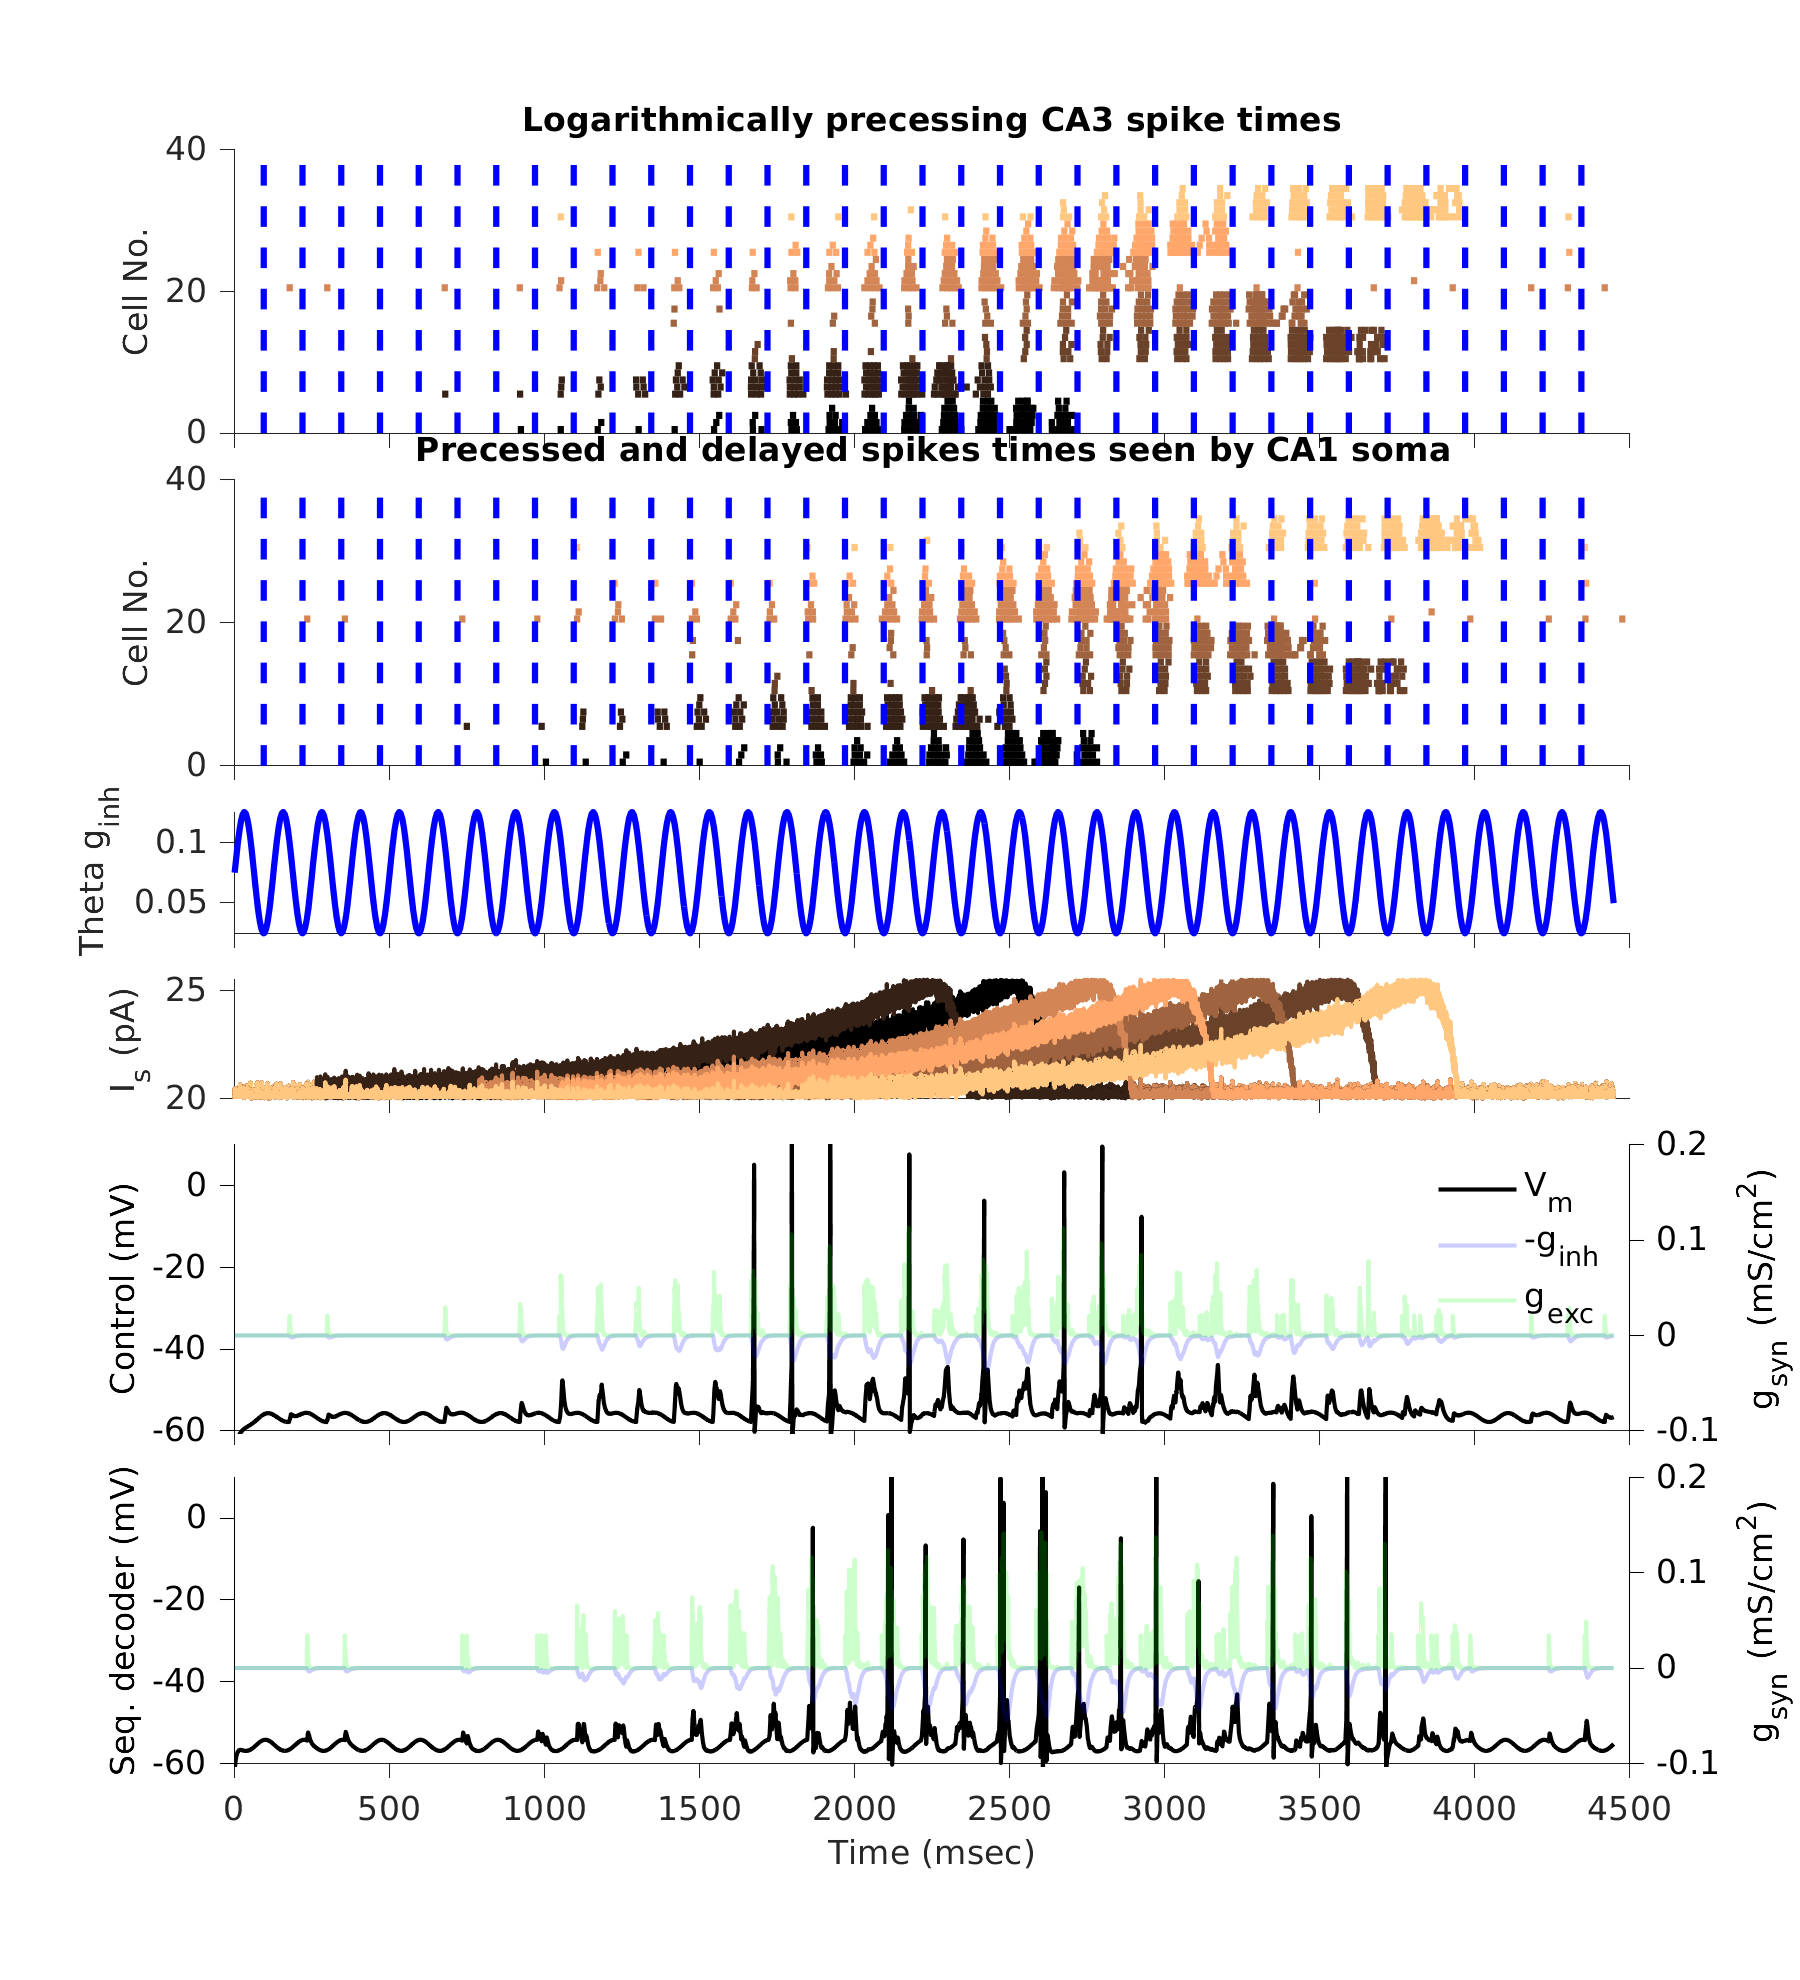 Logarithmically precessing CA3 spike times
40
20
0
Cell No.
Precessed and delayed spikes times seen by CA1 soma
40
20
0
Cell No.
0.1
0.05
Theta g_inh
25
20
I_s (pA)
0
-20
-40
-60
Control (mV)
V_m
-g_inh
g_exc
0.2
0.1
0
-0.1
g_syn (mS/cm^2)
0
-20
-40
-60
Seq. decoder (mV)
0.2
0.1
0
-0.1
g_syn (mS/cm^2)
0 500 1000 1500 2000 2500 3000 3500 4000 4500
Time (msec)